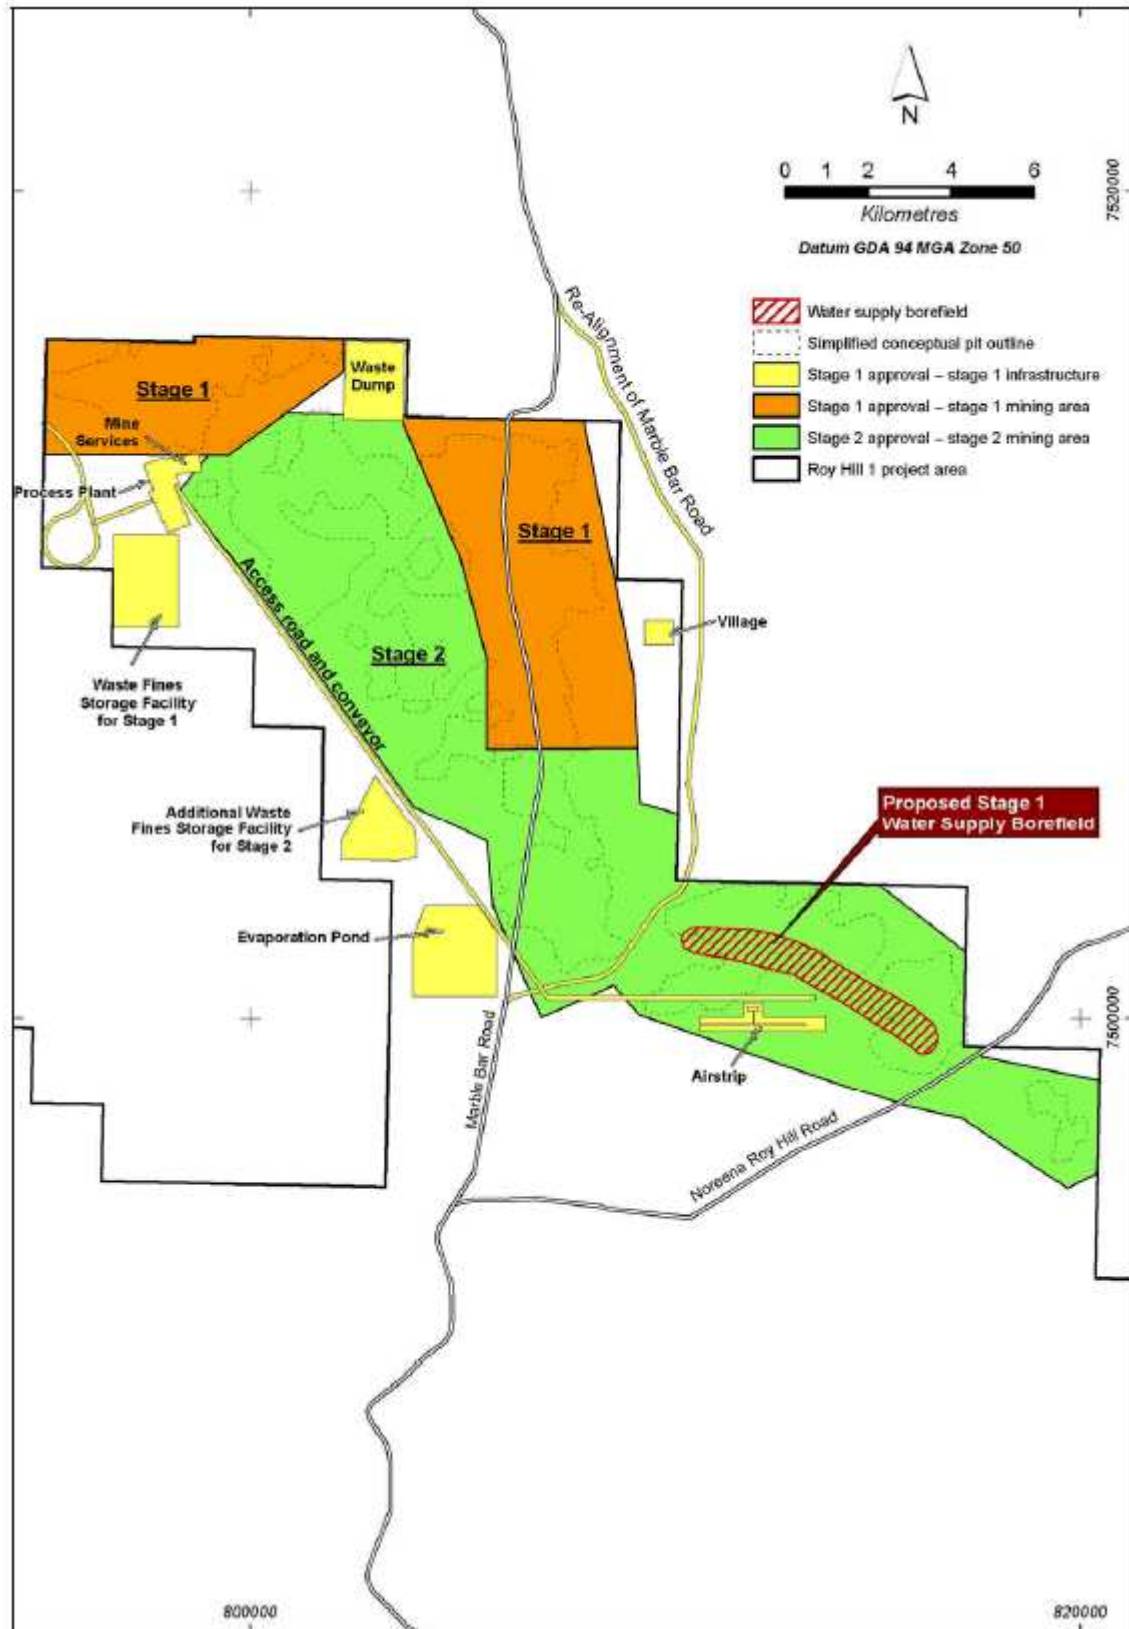 N
0 1 2 4 6
Kilometres
Datum GDA 94 MGA Zone 50
7520000
Water supply borefield
Simplified conceptual pit outline
Stage 1 approval – stage 1 infrastructure
Stage 1 approval – stage 1 mining area
Stage 2 approval – stage 2 mining area
Roy Hill 1 project area
Re-Alignment of Marble Bar Road
Waste
Dump
Stage 1
Mine
Services
Process Plant
Stage 1
Access road and conveyor
Village
Stage 2
Waste Fines
Storage Facility
for Stage 1
Additional Waste
Fines Storage Facility
for Stage 2
Proposed Stage 1
Water Supply Borefield
Evaporation Pond
7500000
Airstrip
Marble Bar Road
Noreena Roy Hill Road
800000
820000